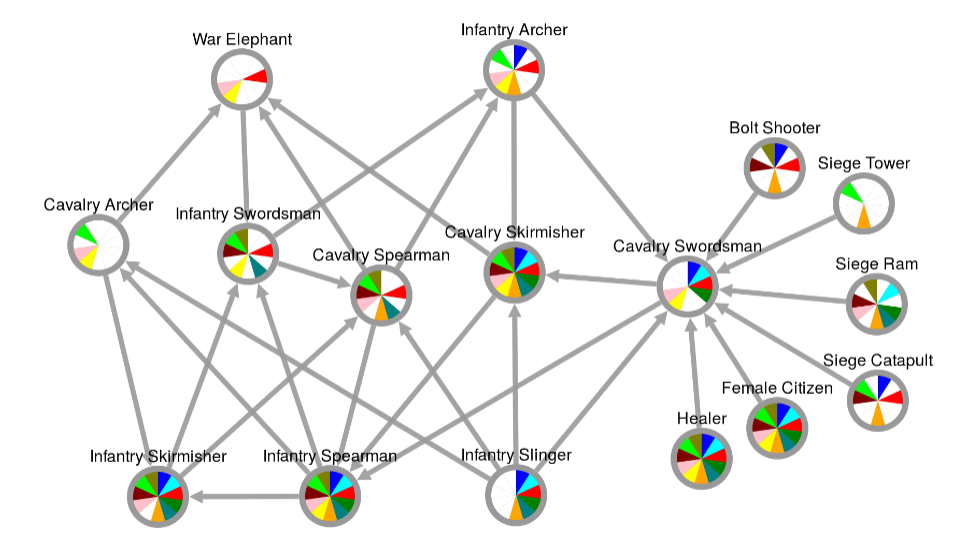 Infantry Archer
War Elephant
Bolt Shooter
Siege Tower
Cavalry Archer
Infantry Swordsman
Cavalry Skirmisher
Cavalry Swordsman
Cavalry Spearman
Siege Ram
Siege Catapult
Female Citizen
Healer
Infantry Skirmisher
Infantry Spearman
Infantry Slinger